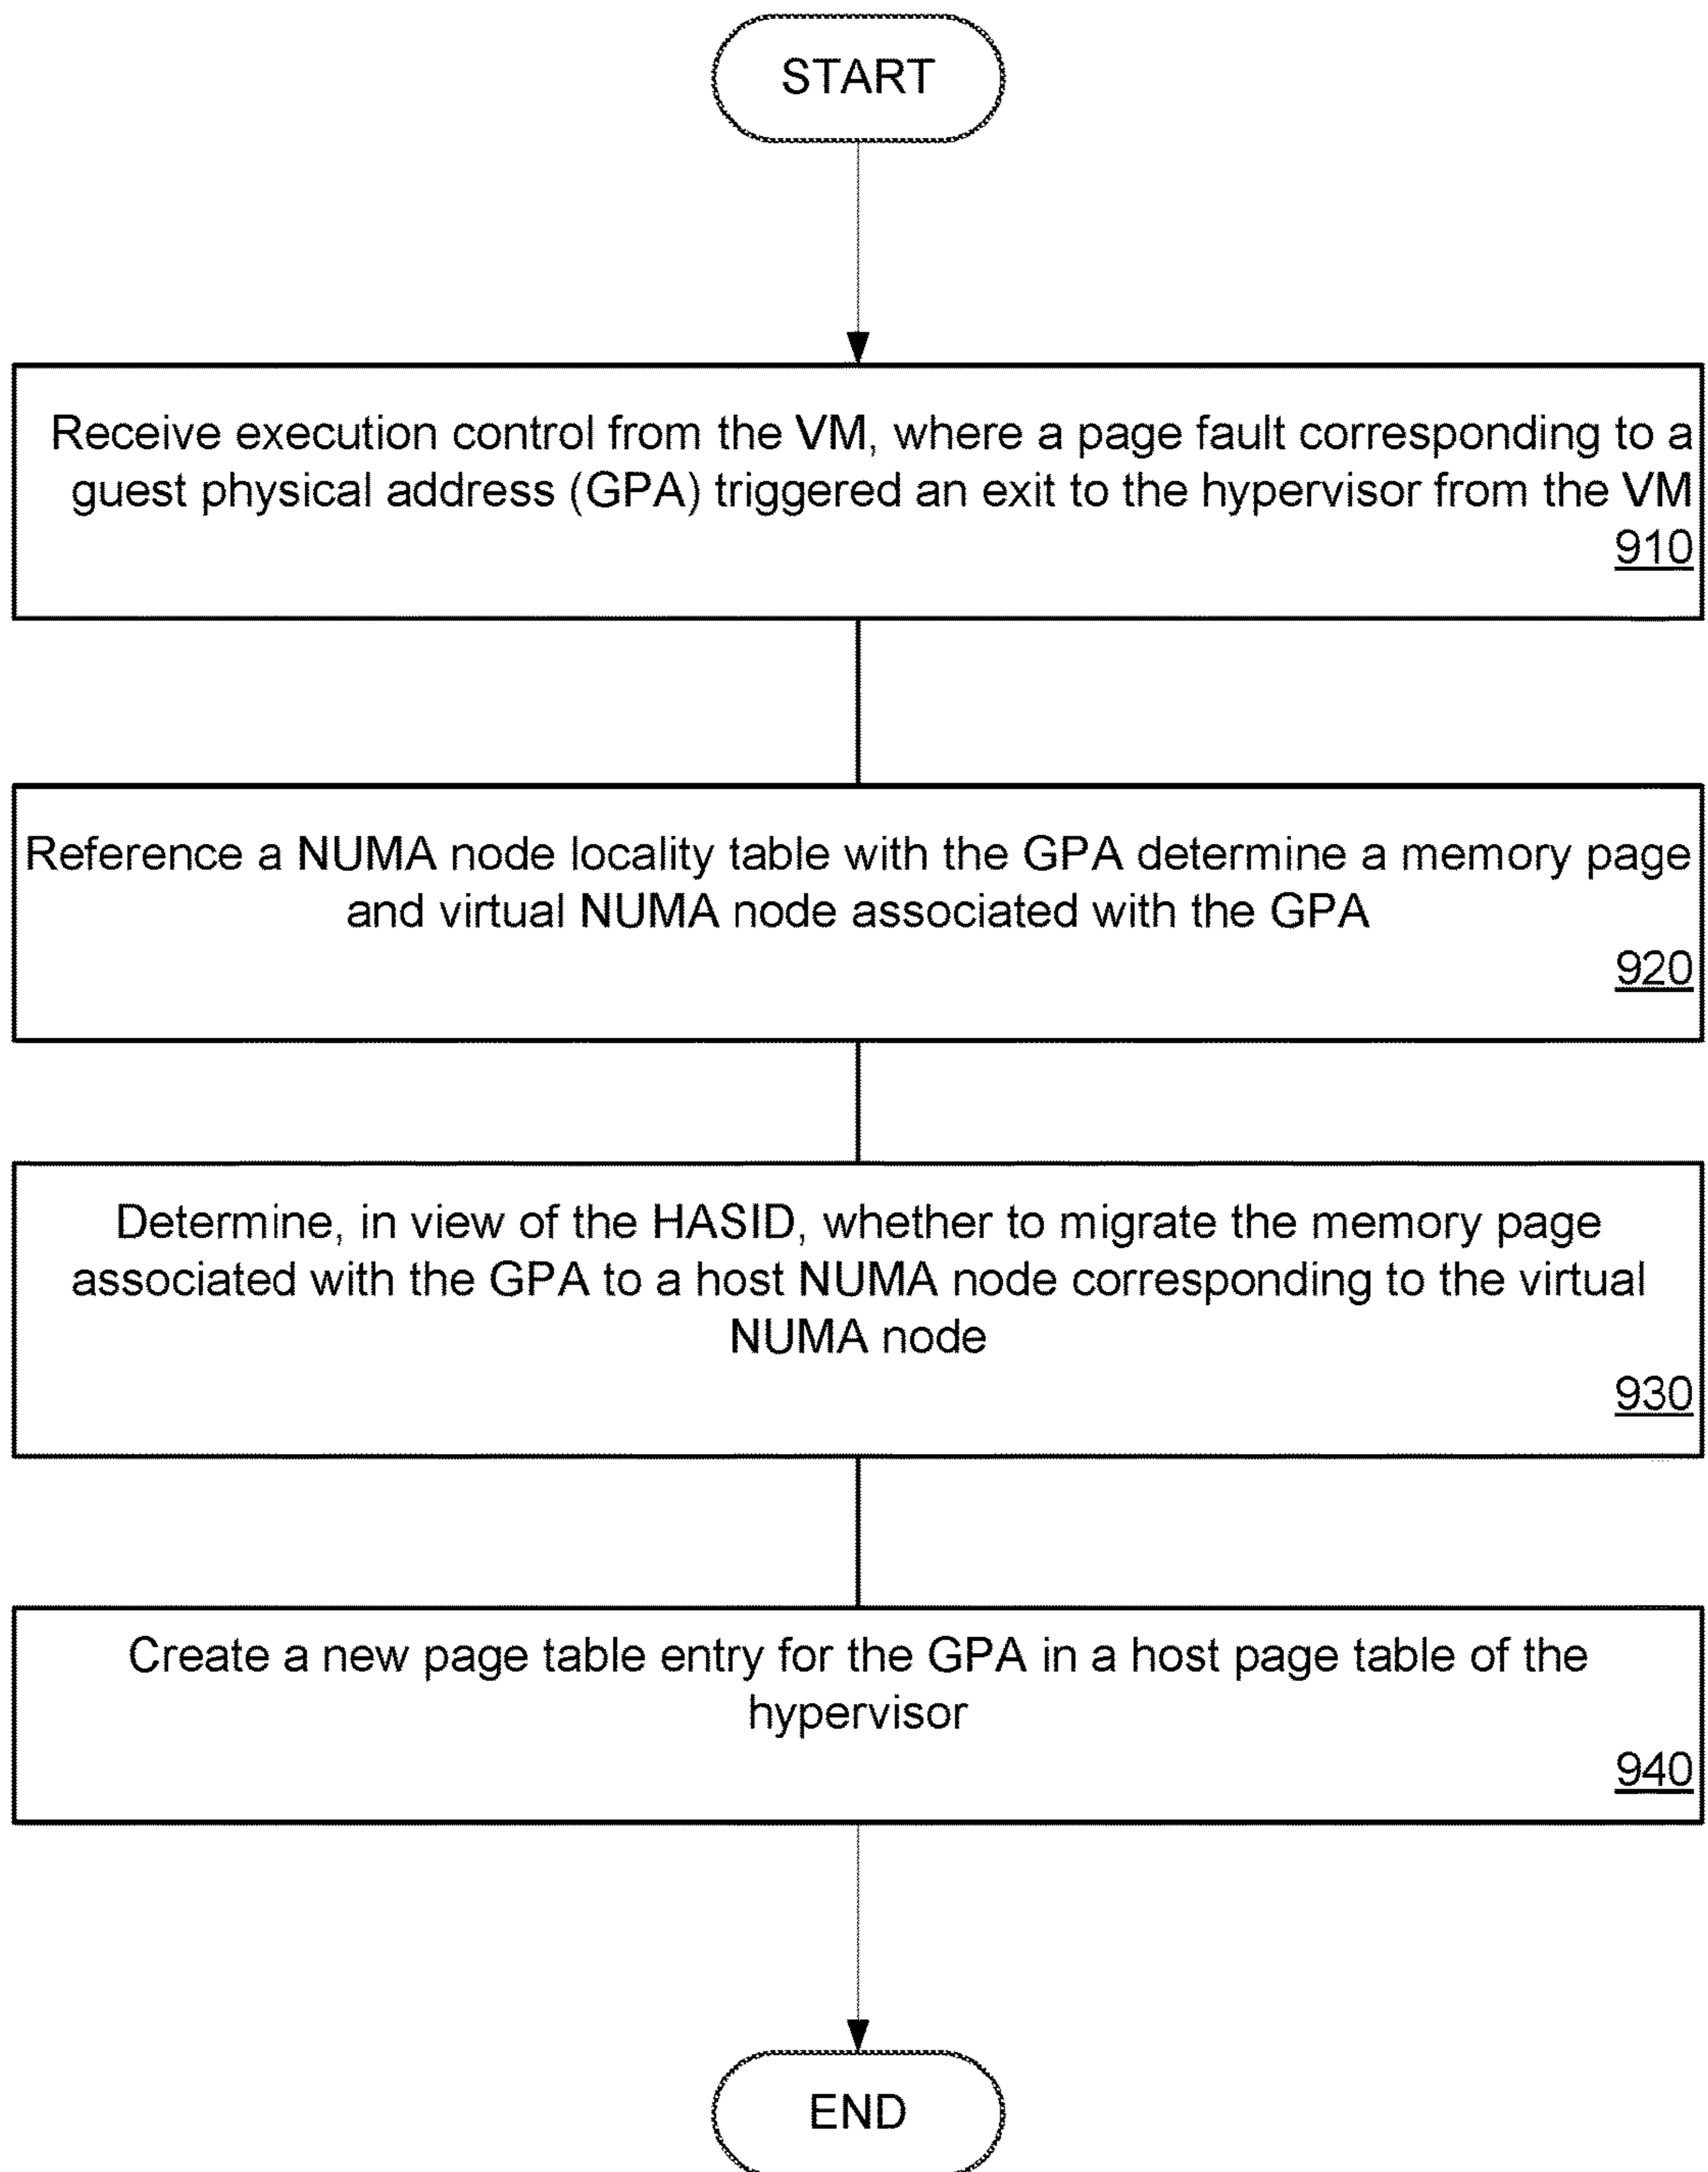 START
Receive execution control from the VM, where a page fault corresponding to a
guest physical address (GPA) triggered an exit to the hypervisor from the VM
910
Reference a NUMA node locality table with the GPA determine a memory page
and virtual NUMA node associated with the GPA
920
Determine, in view of the HASID, whether to migrate the memory page
associated with the GPA to a host NUMA node corresponding to the virtual
NUMA node
930
Create a new page table entry for the GPA in a host page table of the
hypervisor
940
END